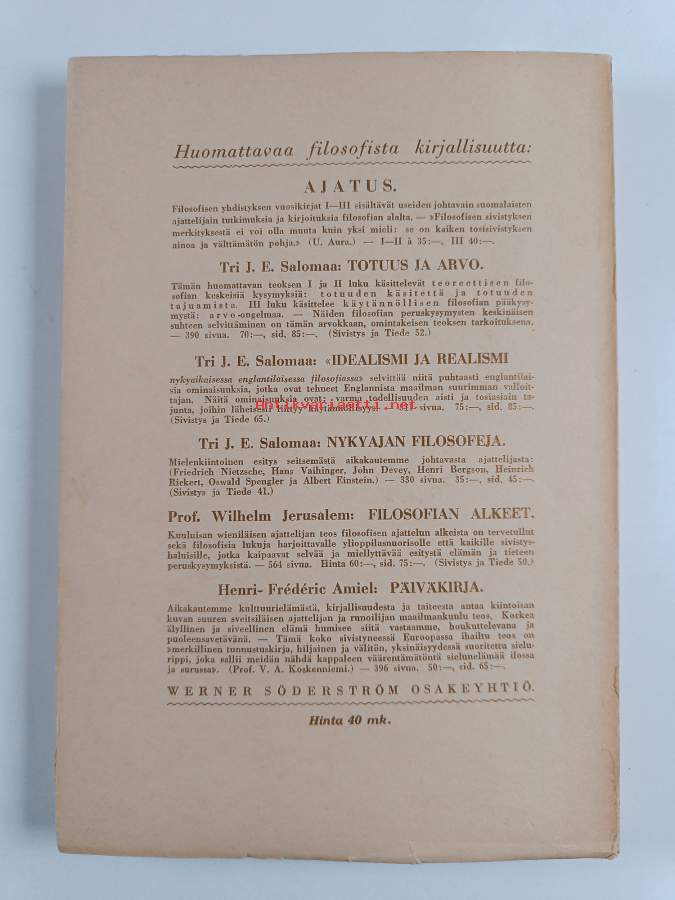 Huomattavaa filosofista kirjallisuutta:
AJATUS.
Filosofisen yhdistyksen vuosikirjat I—III sisältävät useiden johtavain suomalaisten
ajattelijain tutkimuksia ja kirjoituksia filosofian alalta. — »Filosofisen sivistyksen
merkityksestä ei voi olla muuta kuin yksi mieli: se on kaiken tosisivistyksen
ainoa ja välttämätön pohja.» (U. Aura.) — I—II à 35:—, III 40:—.
Tri J. E. Salomaa: TOTUUS JA ARVO.
Tämän huomattavan teoksen I ja II luku käsittelevät teoreettisen filo-
sofian keskeisiä kysymyksiä: totuuden käsitettä ja totuuden
tajuamista. III luku käsittelee käytännöllisen filosofian pääkysy-
mystä: arvo-ongelmaa. — Näiden filosofian peruskysymysten keskinäisen
suhteen selvittäminen on tämän arvokkaan, omintakeisen teoksen tarkoituksena.
— 390 sivua. 70:—, sid. 85:—. (Sivistys ja Tiede 52.)
Tri J. E. Salomaa: «IDEALISMI JA REALISMI
nykyaikaisessa englantilaisessa filosofiassa» selvittää niitä puhtaasti englantilai-
sia ominaisuuksia, jotka ovat tehneet Englannista maailman suurimman valloit-
tajan. Näitä ominaisuuksia ovat: varma todellisuuden aisti ja tosiasiain ta-
junta, joihin läheisesti liittyy käytännöllisyys. — sivua. 75:—, sid. 85:—.
antikvariaatti.net
(Sivistys ja Tiede 65.)
Tri J. E. Salomaa: NYKYAJAN FILOSOFEJA.
Mielenkiintoinen esitys seitsemästä aikakautemme johtavasta ajattelijasta:
(Friedrich Nietzsche, Hans Vaihinger, John Devey, Henri Bergson, Heinrich
Rickert, Oswald Spengler ja Albert Einstein.) — 330 sivua. 35:—, sid. 45:—.
(Sivistys ja Tiede 41.)
Prof. Wilhelm Jerusalem: FILOSOFIAN ALKEET.
Kuuluisan wieniläisen ajattelijan teos filosofisen ajattelun alkeista on tervetullut
sekä filosofisia lukuja harjoittavalle ylioppilasnuorisolle että kaikille sivistys-
haluisille, jotka kaipaavat selvää ja miellyttävää esitystä elämän ja tieteen
peruskysymyksistä. — 564 sivua. Hinta 60:—, sid. 75:—. (Sivistys ja Tiede 50.)
Henri-Frédéric Amiel: PÄIVÄKIRJA.
Aikakautemme kulttuurielämästä, kirjallisuudesta ja taiteesta antaa kiintoisan
kuvan suuren sveitsiläisen ajattelijan ja runoilijan maailmankuulu teos. Korkea
älyllinen ja siveellinen elämä humisee siitä vastaamme, houkuttelevana ja
puoleensavetävänä. — Tämä koko sivistyneessä Euroopassa ihailtu teos on
»merkillinen tunnustuskirja, hiljainen ja välitön, yksinäisyydessä suoritettu sielu-
rippi, joka sallii meidän nähdä kappaleen väärentämätöntä sielunelämää ilossa
ja surussa». (Prof. V. A. Koskenniemi.) — 396 sivua. 50:—, sid. 65:—.
WERNER SÖDERSTRÖM OSAKEYHTIÖ.
Hinta 40 mk.